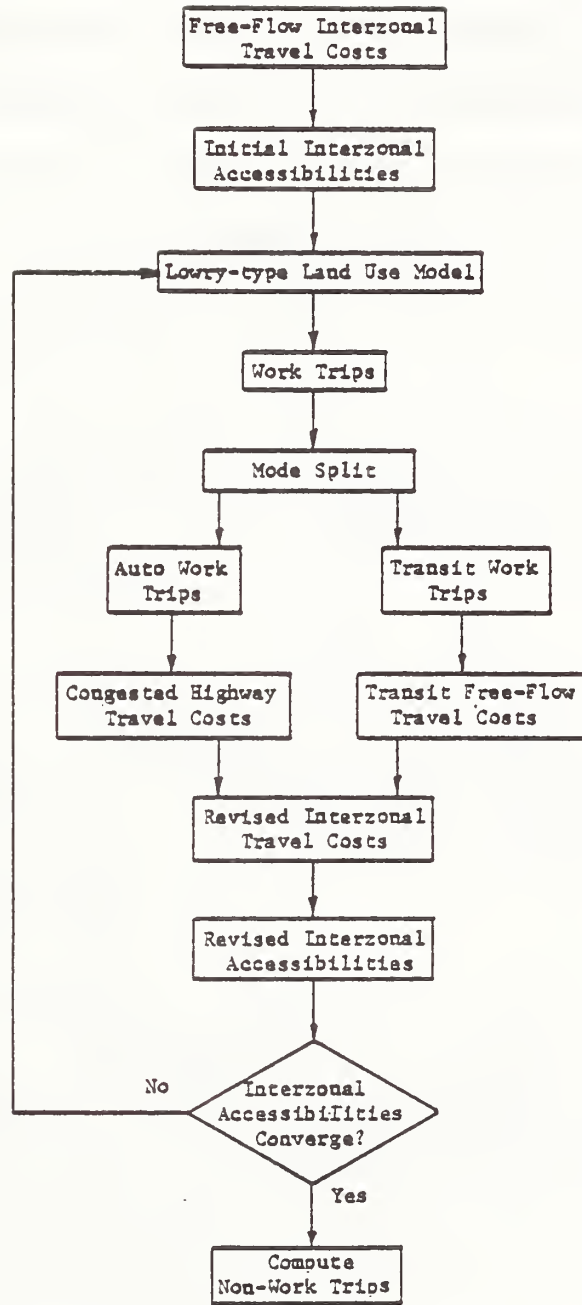 Free-Flow Interzonal
Travel Costs
Initial Interzonal
Accessibilities
Lowry-type Land Use Model
Work Trips
Mode Split
Auto Work
Trips
Transit Work
Trips
Congested Highway
Travel Costs
Transit Free-Flow
Travel Costs
Revised Interzonal
Travel Costs
Revised Interzonal
Accessibilities
No
Interzonal
Accessibilities
Converge?
Yes
Compute
Non-Work Trips